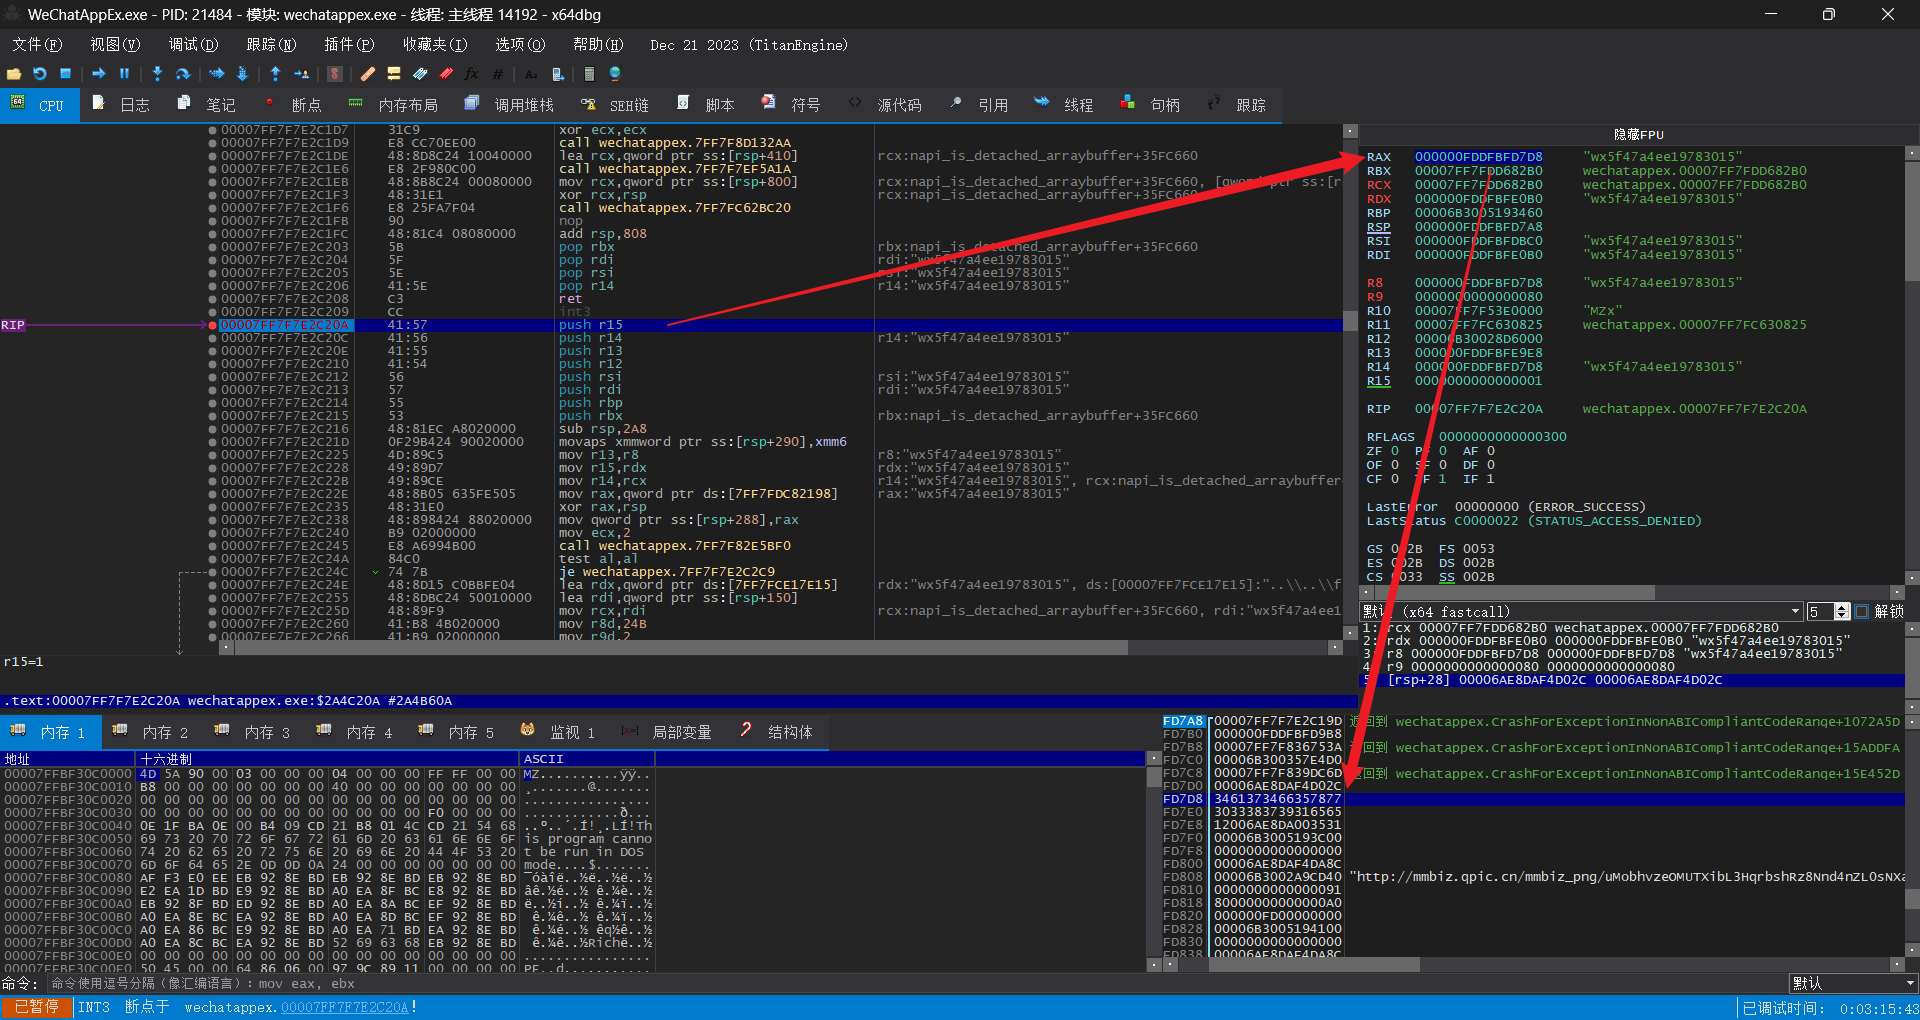 WeChatAppEx.exe - PID: 21484 - 模块: wechatappex.exe - 线程: 主线程 14192 - x64dbg
文件(F) 视图(V) 调试(D) 跟踪(N) 插件(P) 收藏夹(I) 选项(O) 帮助(H) Dec 21 2023 (TitanEngine)
CPU 日志 笔记 断点 内存布局 调用堆栈 SEH链 脚本 符号 源代码 引用 线程 句柄 跟踪
00007FF7F7E2C1D7 31C9 xor ecx,ecx
00007FF7F7E2C1D9 E8 CC70EE00 call wechatappex.7FF7F8D132AA
00007FF7F7E2C1DE 48:8D8C24 10040000 lea rcx,qword ptr ss:[rsp+410] rcx:napi_is_detached_arraybuffer+35FC660
00007FF7F7E2C1E6 E8 2F980C00 call wechatappex.7FF7F7EF5A1A
00007FF7F7E2C1EB 48:8B8C24 00080000 mov rcx,qword ptr ss:[rsp+800] rcx:napi_is_detached_arraybuffer+35FC660, [qword ptr ss:[r
00007FF7F7E2C1F3 48:31E1 xor rcx,rsp rcx:napi_is_detached_arraybuffer+35FC660
00007FF7F7E2C1F6 E8 25FA7F04 call wechatappex.7FF7FC62BC20
00007FF7F7E2C1FB 90 nop
00007FF7F7E2C1FC 48:81C4 08080000 add rsp,808
00007FF7F7E2C203 5B pop rbx rbx:napi_is_detached_arraybuffer+35FC660
00007FF7F7E2C204 5F pop rdi rdi:"wx5f47a4ee19783015"
00007FF7F7E2C205 5E pop rsi rsi:"wx5f47a4ee19783015"
00007FF7F7E2C206 41:5E pop r14 r14:"wx5f47a4ee19783015"
00007FF7F7E2C208 C3 ret
00007FF7F7E2C209 CC int3
RIP 00007FF7F7E2C20A 41:57 push r15
00007FF7F7E2C20C 41:56 push r14 r14:"wx5f47a4ee19783015"
00007FF7F7E2C20E 41:55 push r13
00007FF7F7E2C210 41:54 push r12
00007FF7F7E2C212 56 push rsi rsi:"wx5f47a4ee19783015"
00007FF7F7E2C213 57 push rdi rdi:"wx5f47a4ee19783015"
00007FF7F7E2C214 55 push rbp
00007FF7F7E2C215 53 push rbx rbx:napi_is_detached_arraybuffer+35FC660
00007FF7F7E2C216 48:81EC A8020000 sub rsp,2A8
00007FF7F7E2C21D 0F29B424 90020000 movaps xmmword ptr ss:[rsp+290],xmm6
00007FF7F7E2C225 4D:89C5 mov r13,r8 r8:"wx5f47a4ee19783015"
00007FF7F7E2C228 49:89D7 mov r15,rdx rdx:"wx5f47a4ee19783015"
00007FF7F7E2C22B 49:89CE mov r14,rcx r14:"wx5f47a4ee19783015", rcx:napi_is_detached_arraybuffer
00007FF7F7E2C22E 48:8B05 635FE505 mov rax,qword ptr ds:[7FF7FDC82198] rax:"wx5f47a4ee19783015"
00007FF7F7E2C235 48:31E0 xor rax,rsp
00007FF7F7E2C238 48:898424 88020000 mov qword ptr ss:[rsp+288],rax
00007FF7F7E2C240 B9 02000000 mov ecx,2
00007FF7F7E2C245 E8 A6994B00 call wechatappex.7FF7F82E5BF0
00007FF7F7E2C24A 84C0 test al,al
00007FF7F7E2C24C 74 7B je wechatappex.7FF7F7E2C2C9
00007FF7F7E2C24E 48:8D15 C0BBFE04 lea rdx,qword ptr ds:[7FF7FCE17E15] rdx:"wx5f47a4ee19783015", ds:[00007FF7FCE17E15]:"..\\..\\f
00007FF7F7E2C255 48:8DBC24 50010000 lea rdi,qword ptr ss:[rsp+150]
00007FF7F7E2C25D 48:89F9 mov rcx,rdi rcx:napi_is_detached_arraybuffer+35FC660, rdi:"wx5f47a4ee1
00007FF7F7E2C260 41:B8 4B020000 mov r8d,24B
00007FF7F7E2C266 41:B9 02000000 mov r9d,2
r15=1
.text:00007FF7F7E2C20A wechatappex.exe:$2A4C20A #2A4B60A
隐藏FPU
RAX 000000FDDFBFD7D8 "wx5f47a4ee19783015"
RBX 00007FF7FDD682B0 wechatappex.00007FF7FDD682B0
RCX 00007FF7FDD682B0 wechatappex.00007FF7FDD682B0
RDX 000000FDDFBFE0B0 "wx5f47a4ee19783015"
RBP 00006B3005193460
RSP 000000FDDFBFD7A8
RSI 000000FDDFBFDBC0 "wx5f47a4ee19783015"
RDI 000000FDDFBFE0B0 "wx5f47a4ee19783015"
R8 000000FDDFBFD7D8 "wx5f47a4ee19783015"
R9 0000000000000080
R10 00007FF7F53E0000 "MZx"
R11 00007FF7FC630825 wechatappex.00007FF7FC630825
R12 00006B30028D6000
R13 000000FDDFBFE9E8
R14 000000FDDFBFD7D8 "wx5f47a4ee19783015"
R15 0000000000000001
RIP 00007FF7F7E2C20A wechatappex.00007FF7F7E2C20A
RFLAGS 0000000000000300
ZF 0 PF 0 AF 0
OF 0 SF 0 DF 0
CF 0 TF 1 IF 1
LastError 00000000 (ERROR_SUCCESS)
LastStatus C0000022 (STATUS_ACCESS_DENIED)
GS 002B FS 0053
ES 002B DS 002B
CS 0033 SS 002B
默认 (x64 fastcall) 5 解锁
1: rcx 00007FF7FDD682B0 wechatappex.00007FF7FDD682B0
2: rdx 000000FDDFBFE0B0 000000FDDFBFE0B0 "wx5f47a4ee19783015"
3: r8 000000FDDFBFD7D8 000000FDDFBFD7D8 "wx5f47a4ee19783015"
4: r9 0000000000000080 0000000000000080
5: [rsp+28] 00006AE8DAF4D02C 00006AE8DAF4D02C
内存 1 内存 2 内存 3 内存 4 内存 5 监视 1 局部变量 结构体
地址 十六进制 ASCII
00007FFBF30C0000 4D 5A 90 00 03 00 00 00 04 00 00 00 FF FF 00 00 MZ..........ÿÿ..
00007FFBF30C0010 B8 00 00 00 00 00 00 00 40 00 00 00 00 00 00 00 ¸.......@.......
00007FFBF30C0020 00 00 00 00 00 00 00 00 00 00 00 00 00 00 00 00 ................
00007FFBF30C0030 00 00 00 00 00 00 00 00 00 00 00 00 F0 00 00 00 ............ð...
00007FFBF30C0040 0E 1F BA 0E 00 B4 09 CD 21 B8 01 4C CD 21 54 68 ..º..´.Í!¸.LÍ!Th
00007FFBF30C0050 69 73 20 70 72 6F 67 72 61 6D 20 63 61 6E 6E 6F is program canno
00007FFBF30C0060 74 20 62 65 20 72 75 6E 20 69 6E 20 44 4F 53 20 t be run in DOS
00007FFBF30C0070 6D 6F 64 65 2E 0D 0D 0A 24 00 00 00 00 00 00 00 mode....$.......
00007FFBF30C0080 AF F3 E0 EE EB 92 8E BD EB 92 8E BD EB 92 8E BD ¯óàîë..½ë..½ë..½
00007FFBF30C0090 E2 EA 1D BD E9 92 8E BD A0 EA 8F BC E8 92 8E BD âê.½é..½ ê.¼è..½
00007FFBF30C00A0 EB 92 8F BD ED 92 8E BD A0 EA 8A BC EF 92 8E BD ë..½í..½ ê.¼ï..½
00007FFBF30C00B0 A0 EA 8E BC EA 92 8E BD A0 EA 8D BC EF 92 8E BD ê.¼ê..½ ê.¼ï..½
00007FFBF30C00C0 A0 EA 86 BC E9 92 8E BD A0 EA 71 BD EA 92 8E BD ê.¼é..½ êq½ê..½
00007FFBF30C00D0 A0 EA 8C BC EA 92 8E BD 52 69 63 68 EB 92 8E BD ê.¼ê..½Richë..½
00007FFBF30C00E0 00 00 00 00 00 00 00 00 00 00 00 00 00 00 00 00 ................
00007FFBF30C00F0 50 45 00 00 64 86 06 00 97 9C 89 11 00 00 00 00 PE..d...........
FD7A8 00007FF7F7E2C19D 返回到 wechatappex.CrashForExceptionInNonABICompliantCodeRange+1072A5D
FD7B0 000000FDDFBFD9B8
FD7B8 00007FF7F836753A 返回到 wechatappex.CrashForExceptionInNonABICompliantCodeRange+15ADDFA
FD7C0 00006B300357E4D0
FD7C8 00007FF7F839DC6D 返回到 wechatappex.CrashForExceptionInNonABICompliantCodeRange+15E452D
FD7D0 00006AE8DAF4D02C
FD7D8 3461373466357877
FD7E0 3033383739316565
FD7E8 12006AE8DA003531
FD7F0 00006B3005193C00
FD7F8 0000000000000000
FD800 00006AE8DAF4DA8C
FD808 00006B3002A9CD40 "http://mmbiz.qpic.cn/mmbiz_png/uMobhvzeOMUTXibL3HqrbshRz8Nnd4nZL0sNXa
FD810 0000000000000091
FD818 80000000000000A0
FD820 000000FD00000000
FD828 00006B3005194100
FD830 0000000000000000
FD838 00006AE8DAF4DA8C
命令: 命令使用逗号分隔（像汇编语言）: mov eax, ebx 默认
已暂停 INT3 断点于 wechatappex.00007FF7F7E2C20A! 已调试时间: 0:03:15:43